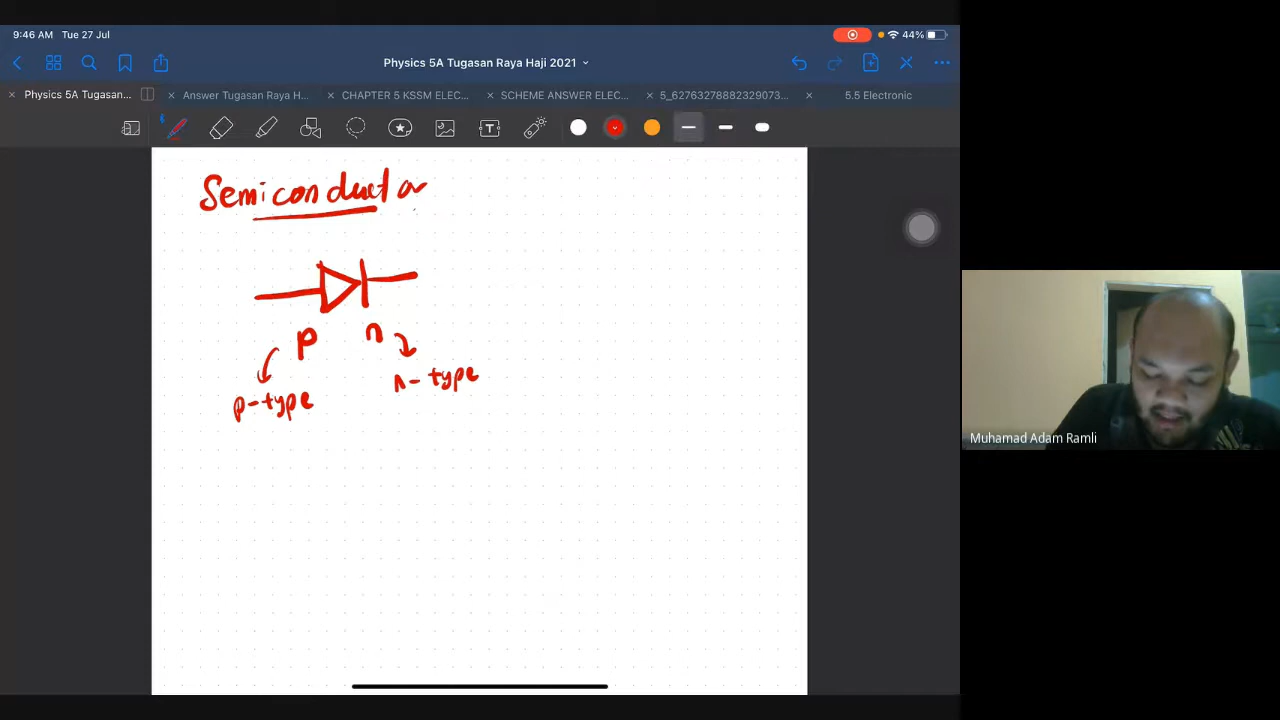 9:46 AM Tue 27 Jul
44%
Physics 5A Tugasan Raya Haji 2021
Physics 5A Tugasan...
Answer Tugasan Raya H...
CHAPTER 5 KSSM ELEC...
SCHEME ANSWER ELEC...
5_62763278882329073...
5.5 Electronic
Semiconductor
p n
n-type
p-type
Muhamad Adam Ramli